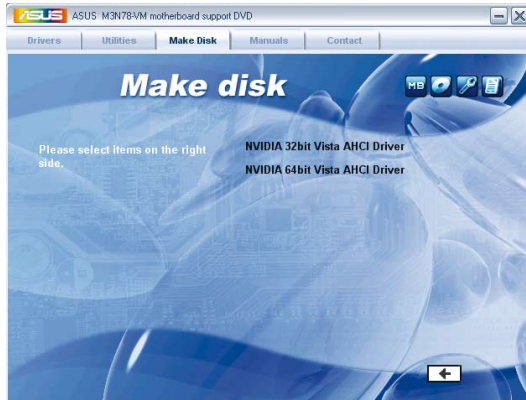 ASUS M3N78-VM motherboard support DVD
Drivers Utilities Make Disk Manuals Contact
Make disk
MB
Please select items on the right side.
NVIDIA 32bit Vista AHCI Driver
NVIDIA 64bit Vista AHCI Driver